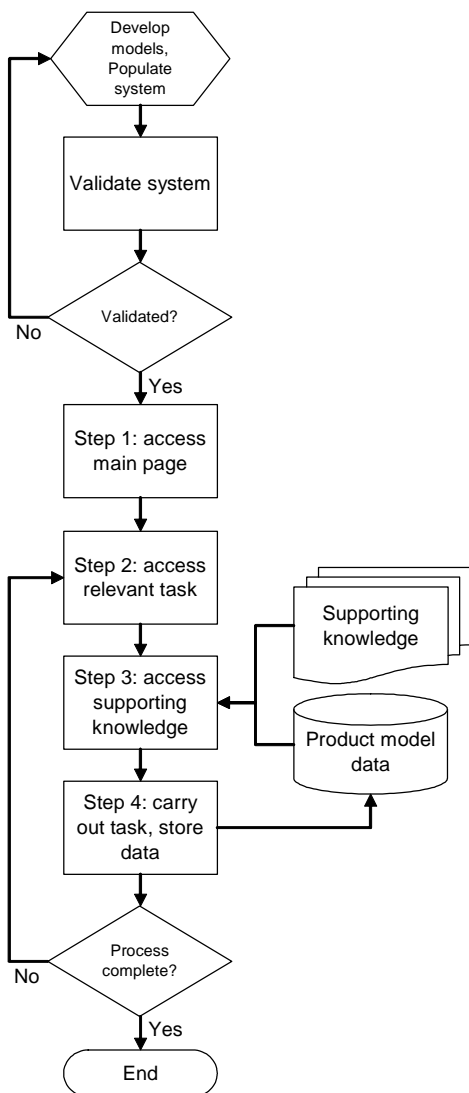 Develop
models,
Populate
system
Validate system
Validated?
No
Yes
Step 1: access
main page
Step 2: access
relevant task
Supporting
knowledge
Step 3: access
supporting
knowledge
Product model
data
Step 4: carry
out task, store
data
Process
complete?
No
Yes
End